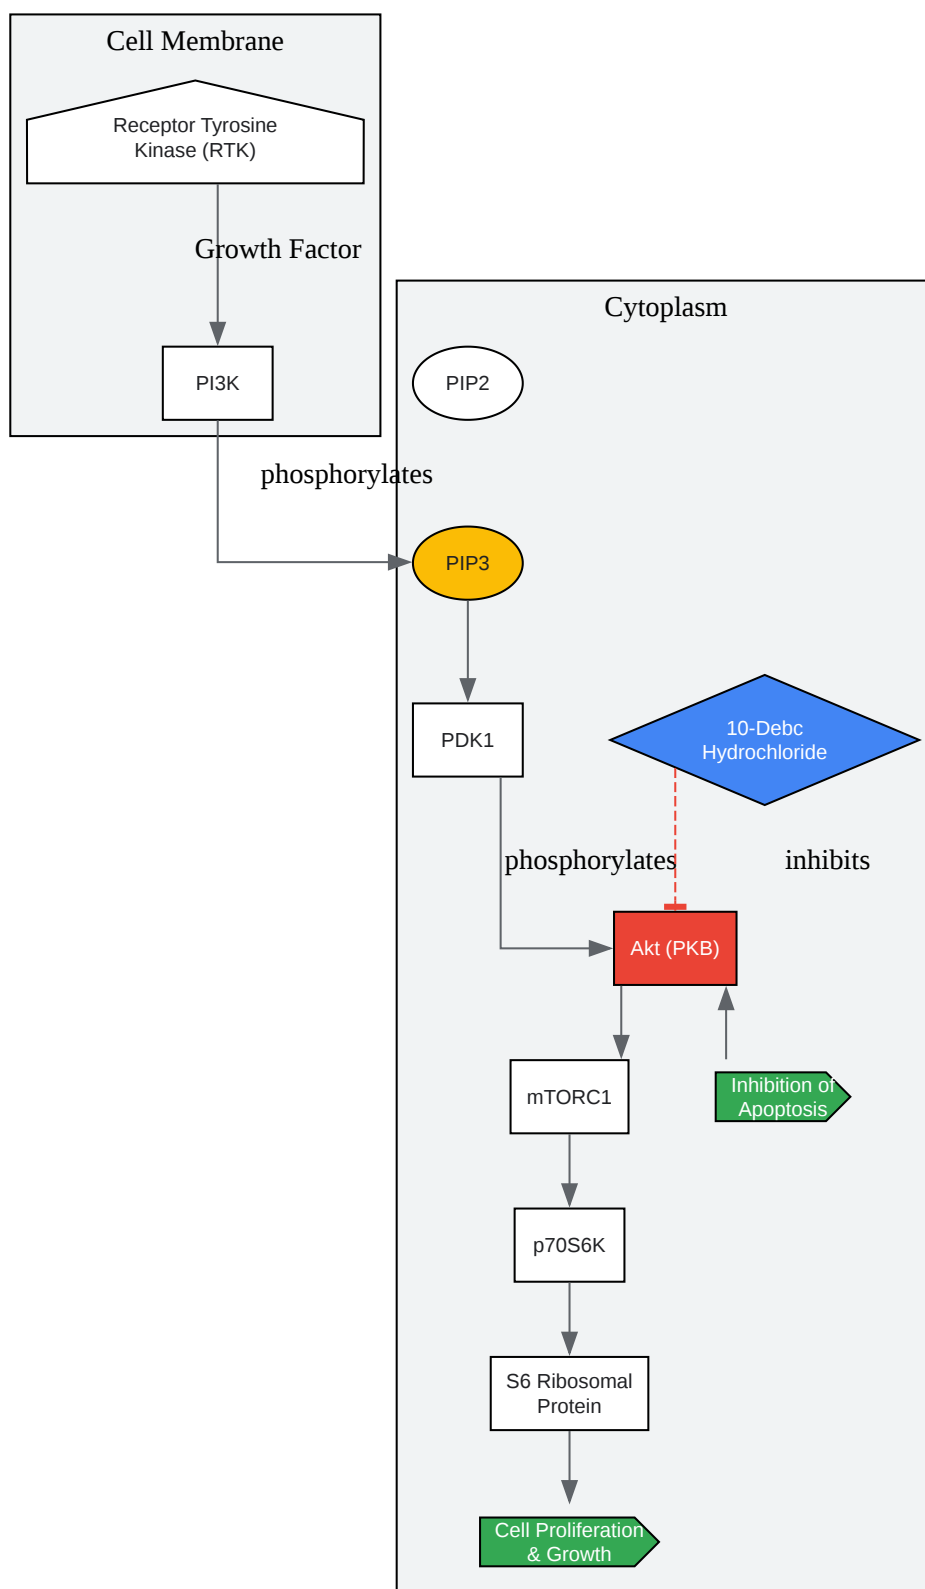 Cell Membrane
Receptor Tyrosine
Kinase (RTK)
Growth Factor
Cytoplasm
PI3K
PIP2
phosphorylates
PIP3
PDK1
10-Debc
Hydrochloride
phosphorylates
inhibits
Akt (PKB)
mTORC1
Inhibition of
Apoptosis
p70S6K
S6 Ribosomal
Protein
Cell Proliferation
& Growth